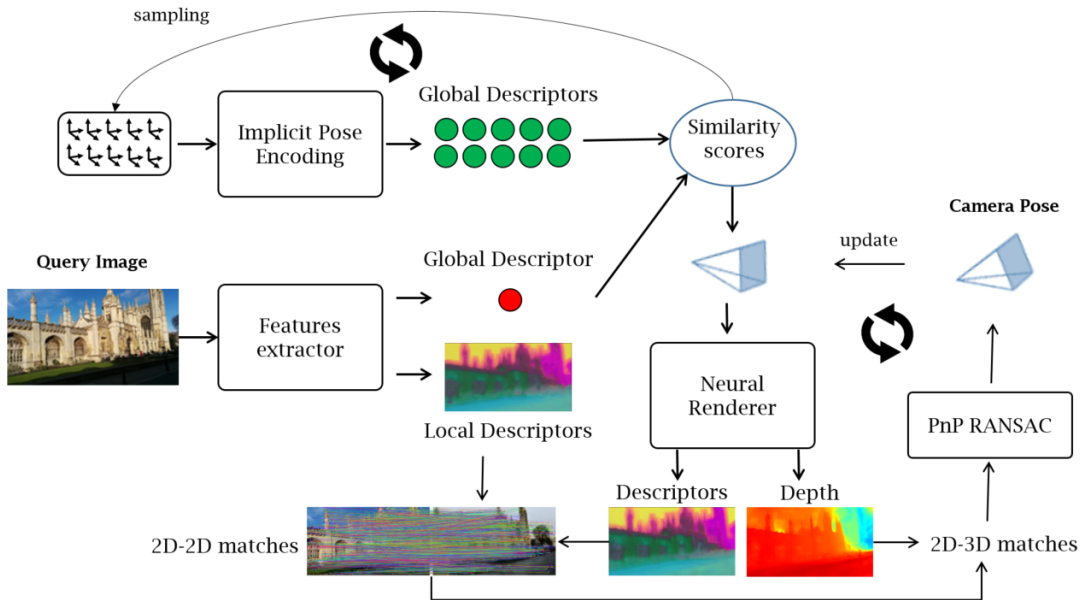 sampling
Global Descriptors
Implicit Pose
Encoding
Similarity
scores
Camera Pose
update
Query Image
Global Descriptor
Features
extractor
Neural
Renderer
Local Descriptors
PnP RANSAC
Descriptors
Depth
2D-2D matches
2D-3D matches